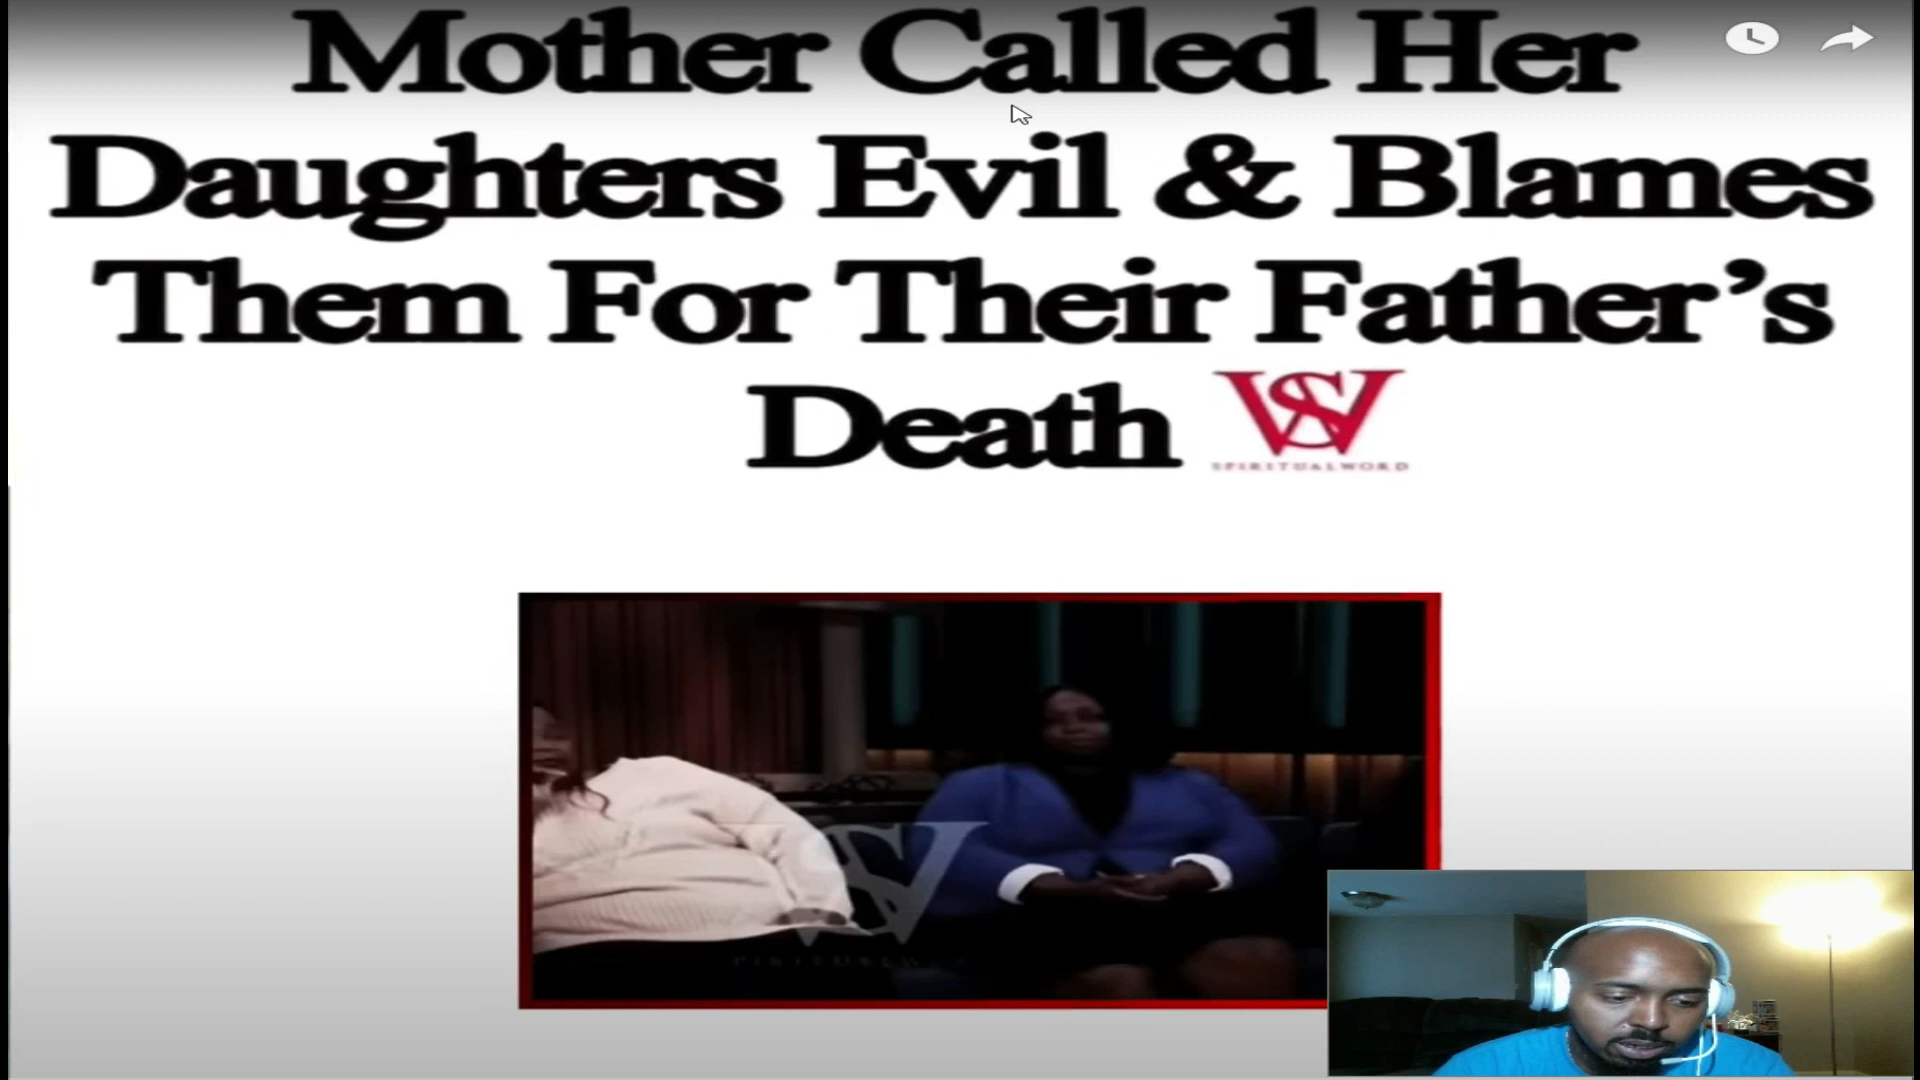 Mother Called Her
Daughters Evil & Blames
Them For Their Father’s
Death
SPIRITUALWORD